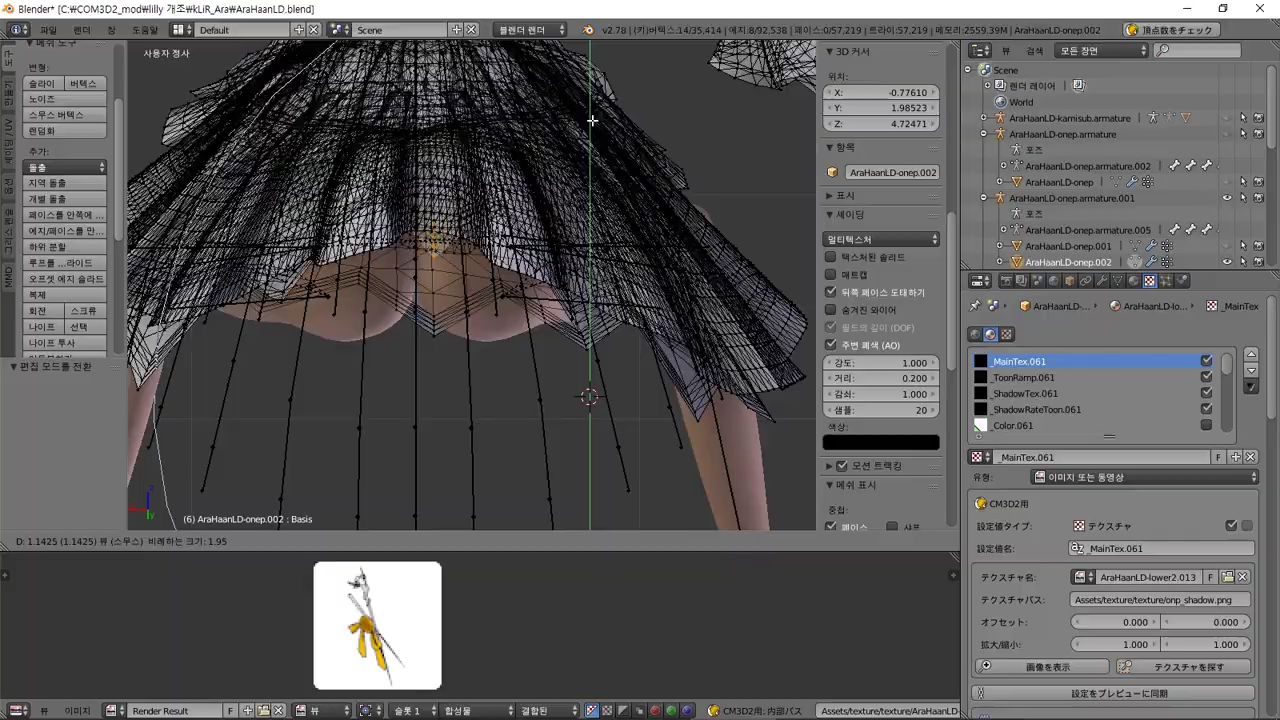 Blender* [C:₩COM3D2_mod₩lilly 개조₩kLiR_Ara₩AraHaanLD.blend]
파일 렌더 창 도움말 Default Scene 블렌더 렌더 v2.78 | (키)버텍스:14/35,414 | 에지:8/92,538 | 페이스:0/57,219 | 트라이:57,219 | 메모리:2559.39M | AraHaanLD-onep.002 頂点数をチェック
메쉬 도구
변형:
슬라이 버텍스
노이즈
스무스 버텍스
랜덤화
추가:
돌출
지역 돌출
개별 돌출
페이스를 안쪽에 ...
에지/페이스를 만...
하위 분할
루프를 ...라이드
오프셋 에지 슬라드
복제
회전 스크류
나이프 선택
편집 모드를 전환
MMD
사용자 정사
(6) AraHaanLD-onep.002 : Basis
D: 1.1425 (1.1425) 뷰 (스무스) 비례하는 크기: 1.95
3D 커서
위치:
X: -0.77610
Y: 1.98523
Z: 4.72471
항목
AraHaanLD-onep.002
표시
셰이딩
멀티텍스처
텍스처된 솔리드
매트캡
뒤쪽 페이스 도태하기
숨겨진 와이어
필드의 깊이 (DOF)
주변 폐색 (AO)
강도: 1.000
거리: 0.200
감쇠: 1.000
샘플: 20
색상:
모션 트랙킹
메쉬 표시
중첩:
페이스 샤프
뷰 검색 모든 장면
Scene
렌더 레이어
World
AraHaanLD-kamisub.armature
AraHaanLD-onep.armature
포즈
AraHaanLD-onep.armature.002
AraHaanLD-onep
AraHaanLD-onep.armature.001
포즈
AraHaanLD-onep.armature.005
AraHaanLD-onep.001
AraHaanLD-onep.002
AraHaanLD-... AraHaanLD-lo... _MainTex
_MainTex.061
_ToonRamp.061
_ShadowTex.061
_ShadowRateToon.061
_Color.061
_MainTex.061 F
유형: 이미지 또는 동영상
CM3D2用
設定値タイプ: テクスチャ
設定値名: _MainTex.061
テクスチャ名: AraHaanLD-lower2.013 F
テクスチャパス: Assets/texture/texture/onp_shadow.png
オフセット: 0.000 0.000
拡大/縮小: 1.000 1.000
画像を表示 テクスチャを探す
設定をプレビューに同期
뷰 이미지 Render Result F 뷰 슬롯 1 합성물 결합된 CM3D2用: 内部パス Assets/texture/texture/AraHaanLD-